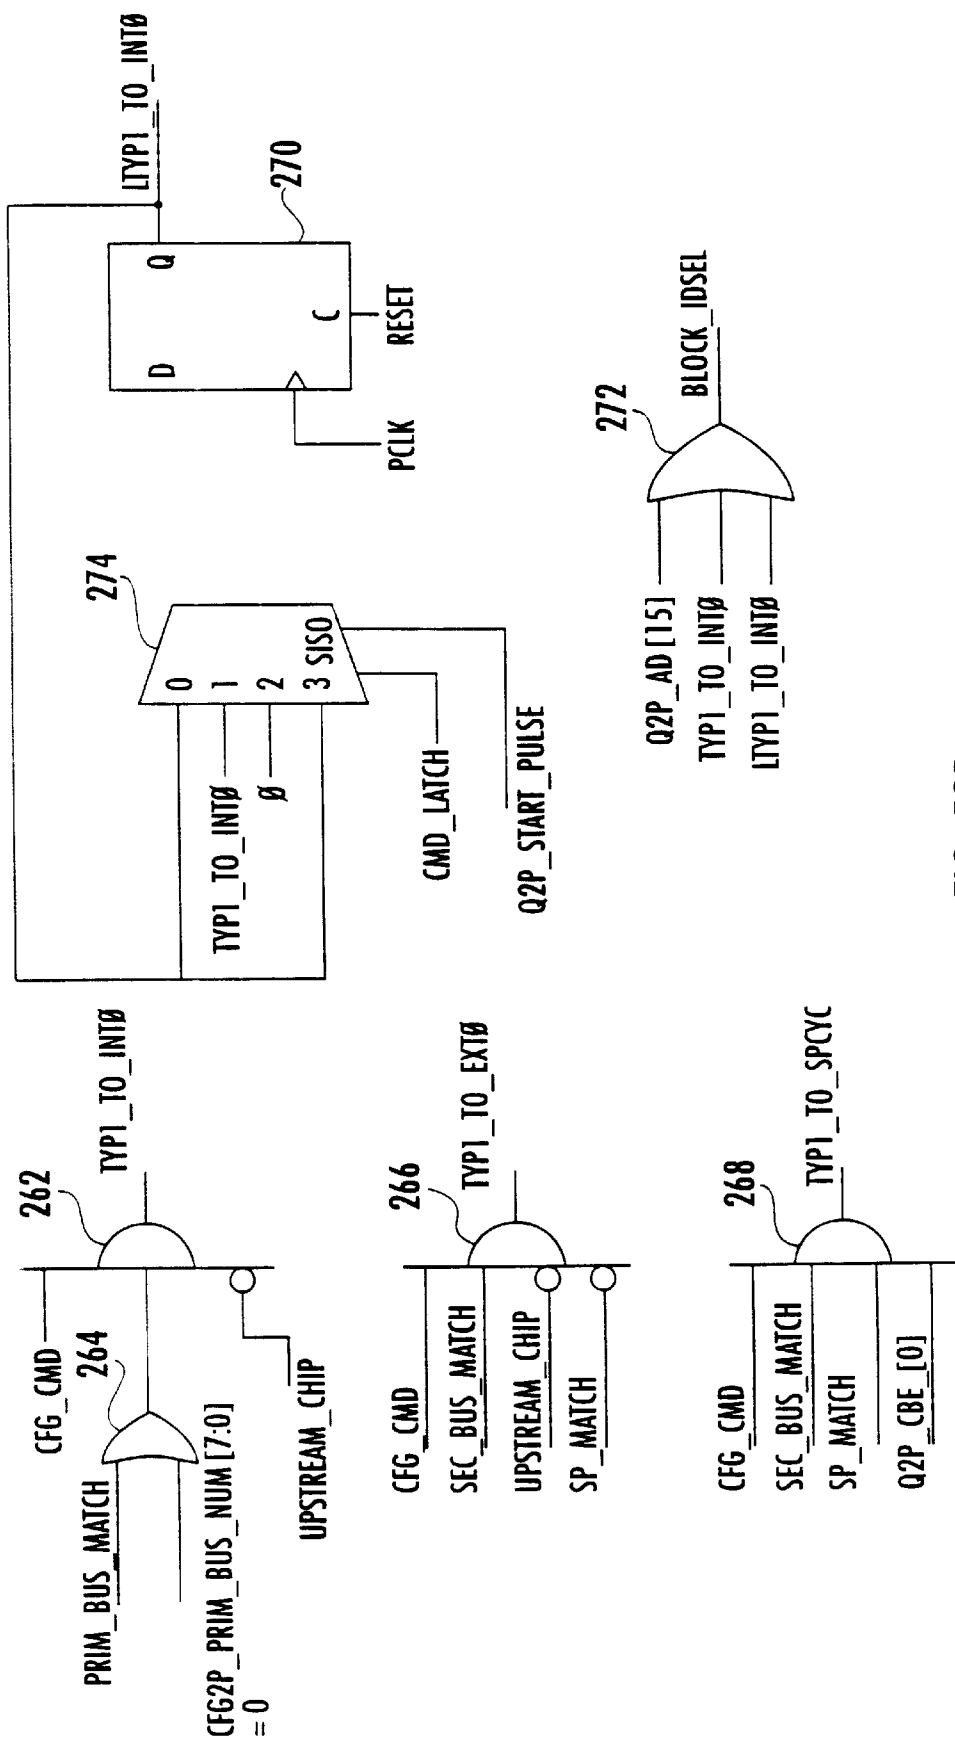 CFG_CMD
264
PRIM_BUS_MATCH
CFG2P_PRIM_BUS_NUM [7:0]
= 0
UPSTREAM_CHIP
262
TYP1_TO_INTØ
CFG_CMD
SEC_BUS_MATCH
UPSTREAM_CHIP
SP_MATCH
266
TYP1_TO_EXTØ
CFG_CMD
SEC_BUS_MATCH
SP_MATCH
Q2P_CBE_[0]
268
TYP1_TO_SPCYC
274
0
1
2
3 SISO
TYP1_TO_INTØ
Ø
CMD_LATCH
Q2P_START_PULSE
LTYP1_TO_INTØ
270
D
Q
C
PCLK
RESET
272
Q2P_AD [15]
TYP1_TO_INTØ
LTYP1_TO_INTØ
BLOCK_IDSEL